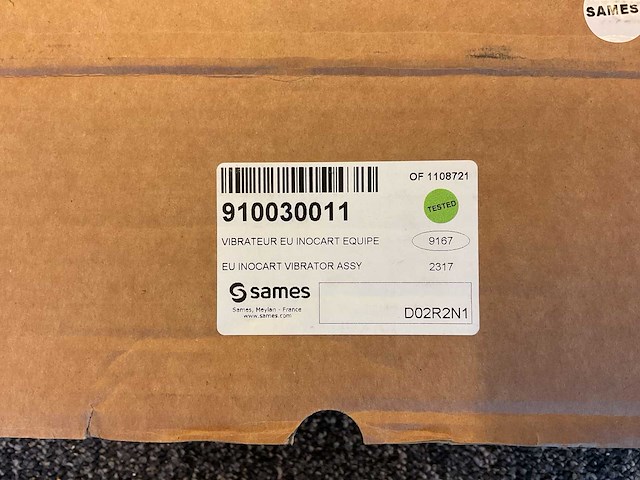 SAMES
OF 1108721
910030011
TESTED
VIBRATEUR EU INOCART EQUIPE 9167
EU INOCART VIBRATOR ASSY 2317
sames
Sames, Meylan - France
www.sames.com
D02R2N1